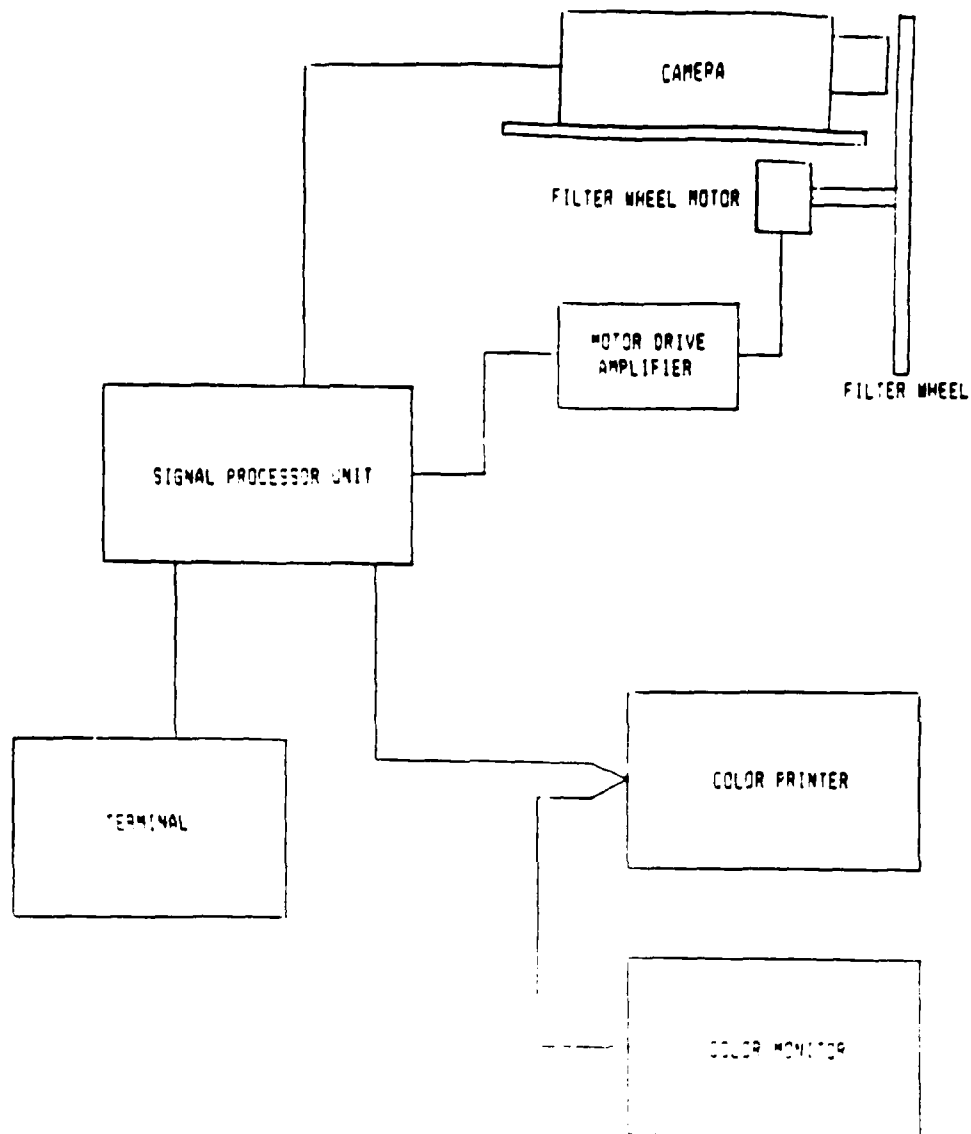 CAMERA
FILTER WHEEL MOTOR
MOTOR DRIVE
AMPLIFIER
FILTER WHEEL
SIGNAL PROCESSOR UNIT
COLOR PRINTER
TERMINAL
COLOR MONITOR